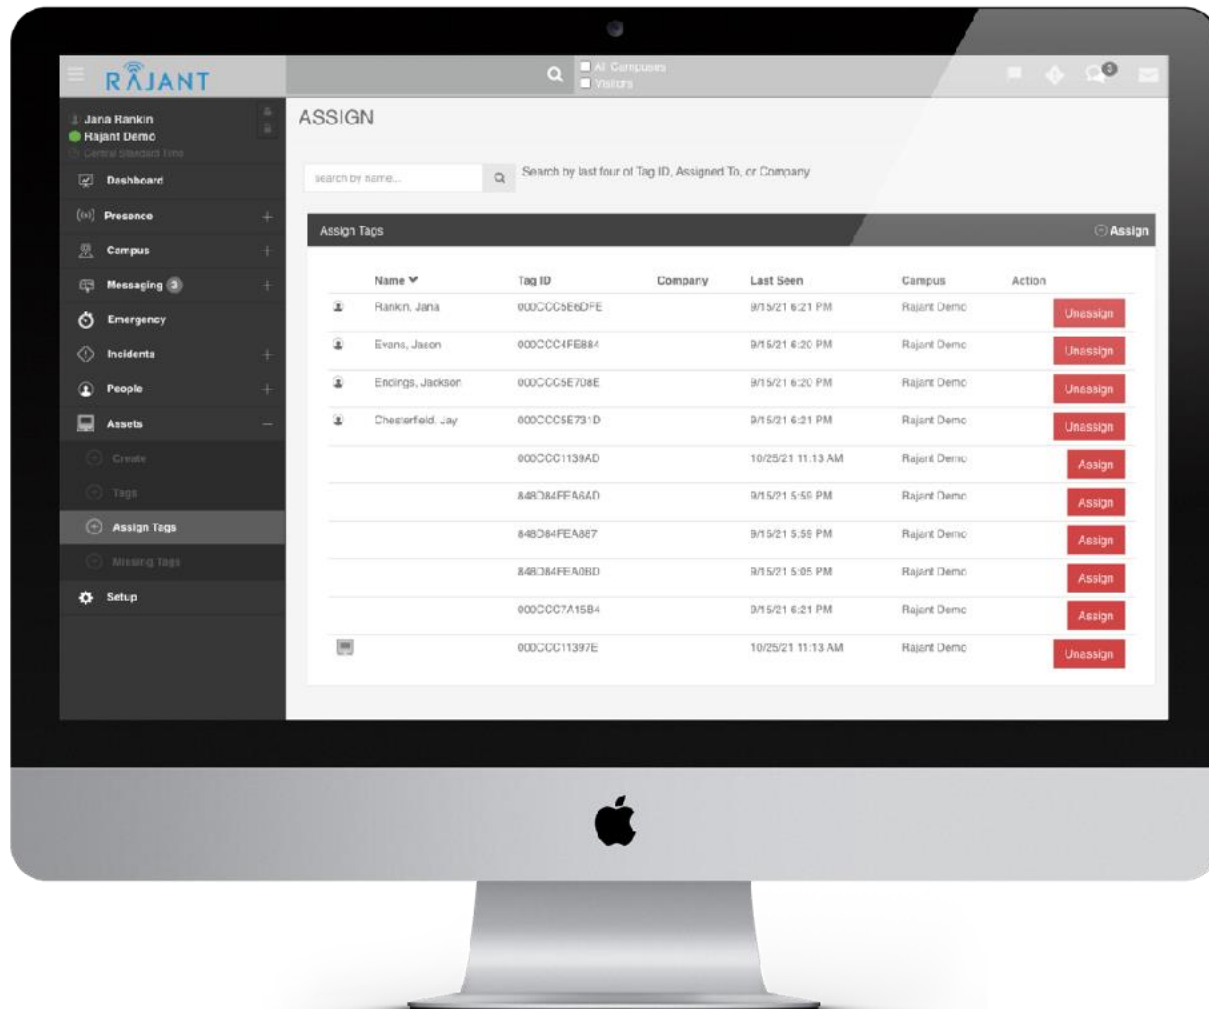 RAJANT
All Campuses
Visitors
3
Jana Rankin
Rajant Demo
Central Standard Time
ASSIGN
search by name...
Search by last four of Tag ID, Assigned To, or Company
Dashboard
Presence
Campus
Messaging 3
Emergency
Incidents
People
Assets
Create
Tags
Assign Tags
Missing Tags
Setup
Assign Tags Assign
Name Tag ID Company Last Seen Campus Action
Rankin, Jana 000CCC5E6DFE 9/15/21 6:21 PM Rajant Demo Unassign
Evans, Jason 000CCC4FE884 9/15/21 6:20 PM Rajant Demo Unassign
Endings, Jackson 000CCC5E708E 9/15/21 6:20 PM Rajant Demo Unassign
Chesterfield, Jay 000CCC5E731D 9/15/21 6:21 PM Rajant Demo Unassign
000CCC1139AD 10/25/21 11:13 AM Rajant Demo Assign
848D84FEA6AD 9/15/21 5:59 PM Rajant Demo Assign
848D84FEA887 9/15/21 5:59 PM Rajant Demo Assign
848D84FEA0BD 9/15/21 5:05 PM Rajant Demo Assign
000CCC7A15B4 9/15/21 6:21 PM Rajant Demo Assign
000CCC11397E 10/25/21 11:13 AM Rajant Demo Unassign